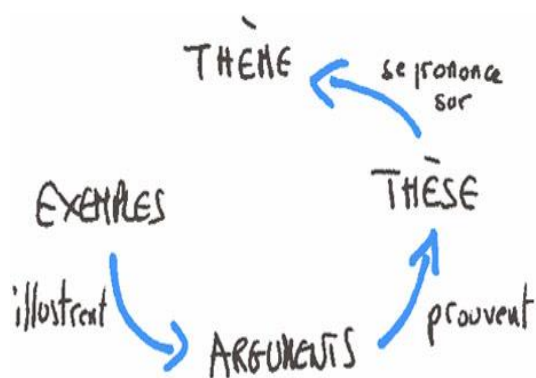 THÈME
se prononce
sur
THÈSE
EXEMPLES
illustrent
prouvent
ARGUMENTS